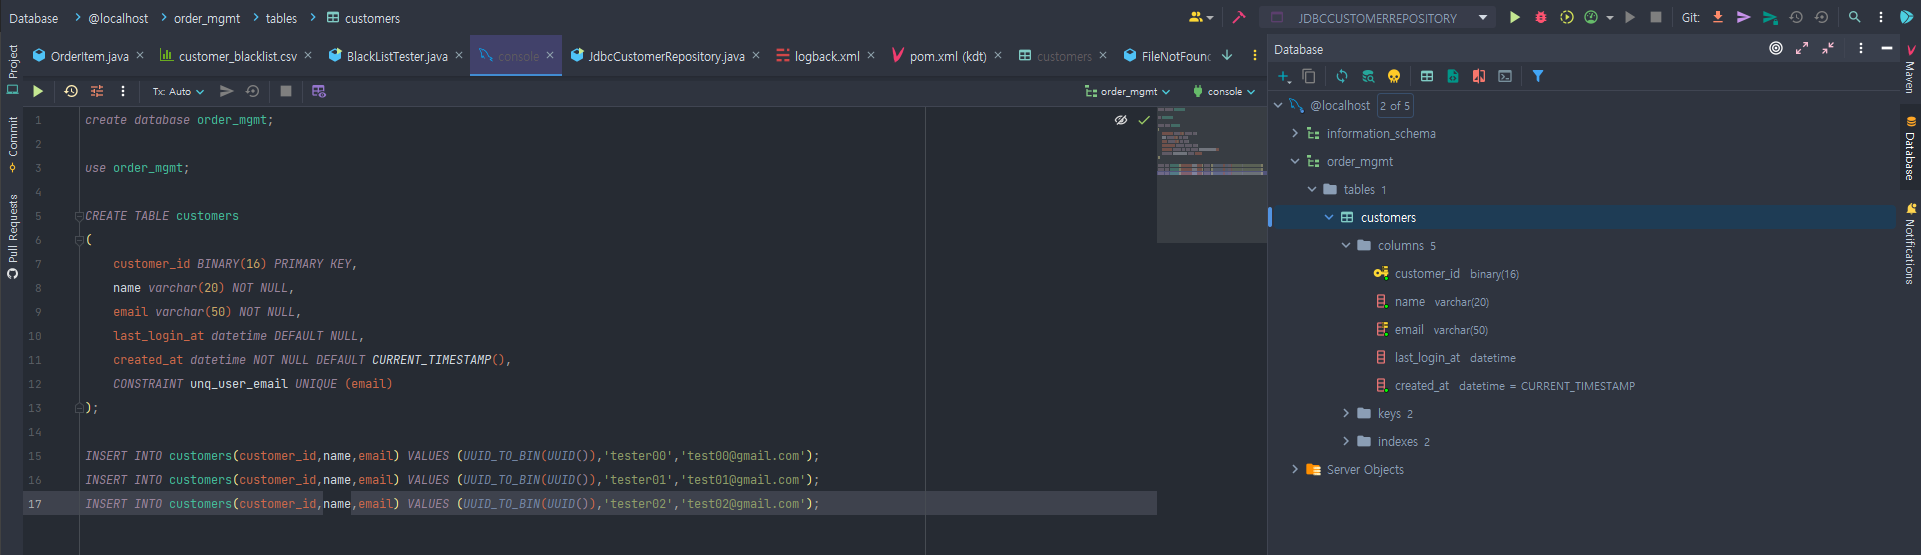 Database > @localhost > order_mgmt > tables > customers
JDBCCUSTOMERREPOSITORY
Git:
OrderItem.java
customer_blacklist.csv
BlackListTester.java
console
JdbcCustomerRepository.java
logback.xml
pom.xml (kdt)
customers
Tx: Auto
order_mgmt
console
Project
Commit
Pull Requests
1 create database order_mgmt;
2
3 use order_mgmt;
4
5 CREATE TABLE customers
6 (
7 customer_id BINARY(16) PRIMARY KEY,
8 name varchar(20) NOT NULL,
9 email varchar(50) NOT NULL,
10 last_login_at datetime DEFAULT NULL,
11 created_at datetime NOT NULL DEFAULT CURRENT_TIMESTAMP(),
12 CONSTRAINT unq_user_email UNIQUE (email)
13 );
14
15 INSERT INTO customers(customer_id,name,email) VALUES (UUID_TO_BIN(UUID()),'tester00','test00@gmail.com');
16 INSERT INTO customers(customer_id,name,email) VALUES (UUID_TO_BIN(UUID()),'tester01','test01@gmail.com');
17 INSERT INTO customers(customer_id,name,email) VALUES (UUID_TO_BIN(UUID()),'tester02','test02@gmail.com');
Database
@localhost 2 of 5
information_schema
order_mgmt
tables 1
customers
columns 5
customer_id binary(16)
name varchar(20)
email varchar(50)
last_login_at datetime
created_at datetime = CURRENT_TIMESTAMP
keys 2
indexes 2
Server Objects
Maven
Database
Notifications